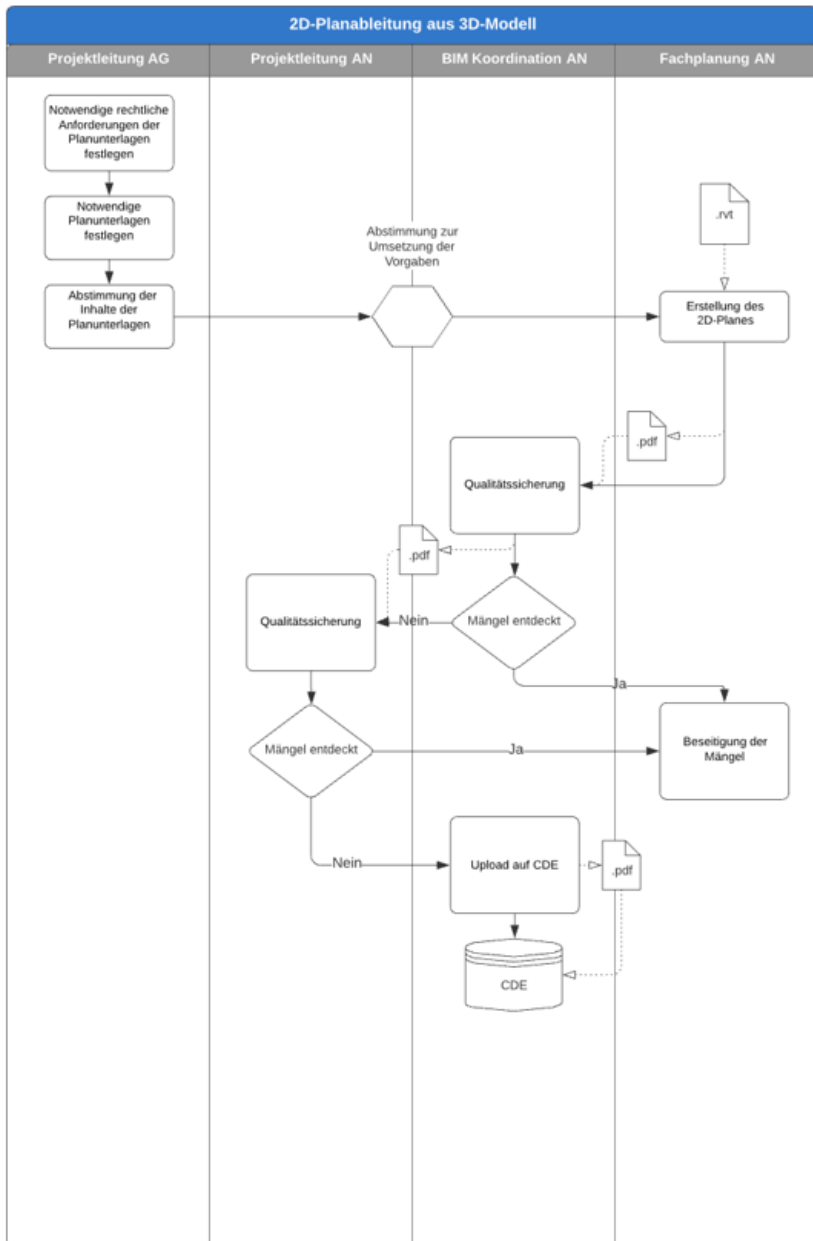 2D-Planableitung aus 3D-Modell
Projektleitung AG
Projektleitung AN
BIM Koordination AN
Fachplanung AN
Notwendige rechtliche
Anforderungen der
Planunterlagen
festlegen
Notwendige
Planunterlagen
festlegen
Abstimmung der
Inhalte der
Planunterlagen
Abstimmung zur
Umsetzung der
Vorgaben
.rvt
Erstellung des
2D-Planes
.pdf
Qualitätssicherung
.pdf
Mängel entdeckt
Nein
Qualitätssicherung
Ja
Beseitigung der
Mängel
Mängel entdeckt
Ja
Nein
Upload auf CDE
.pdf
CDE